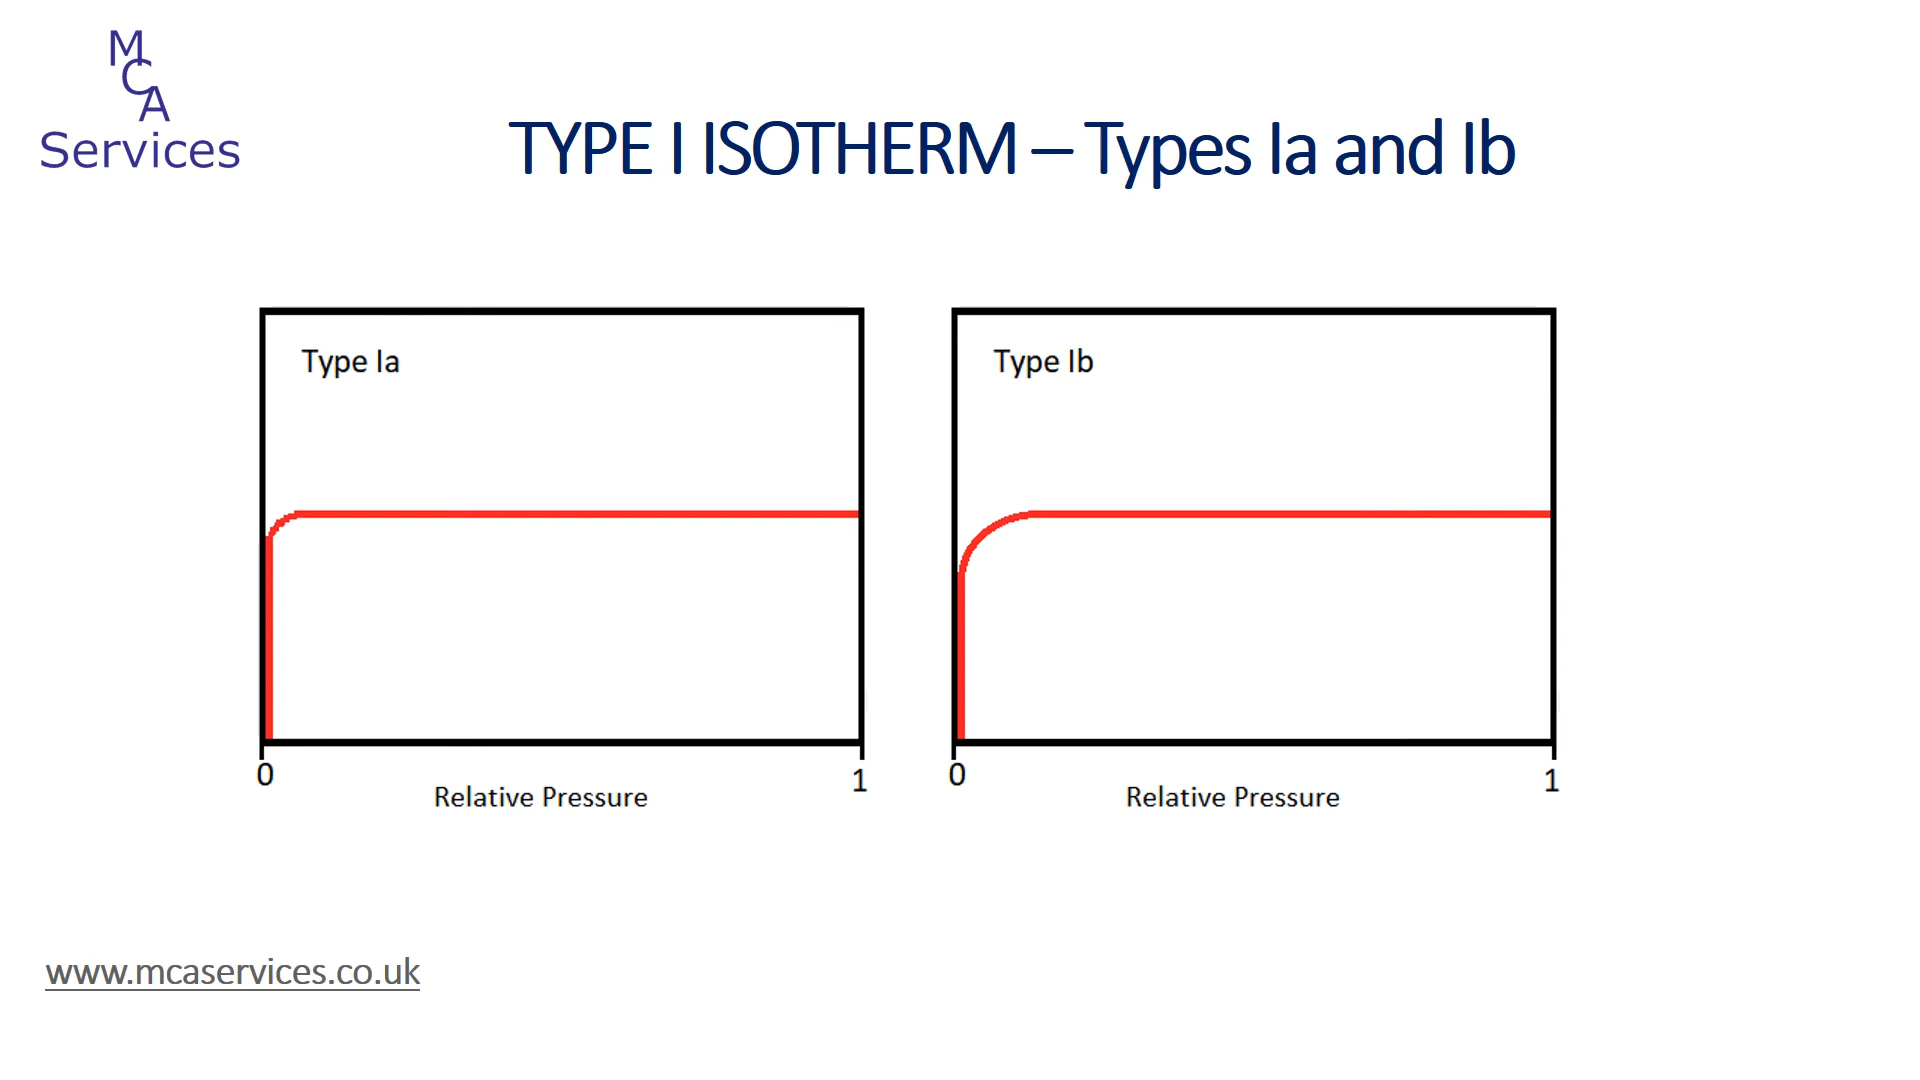 M
C
A
Services
TYPE I ISOTHERM – Types Ia and Ib
Type Ia
0
1
Relative Pressure
Type Ib
0
1
Relative Pressure
www.mcaservices.co.uk